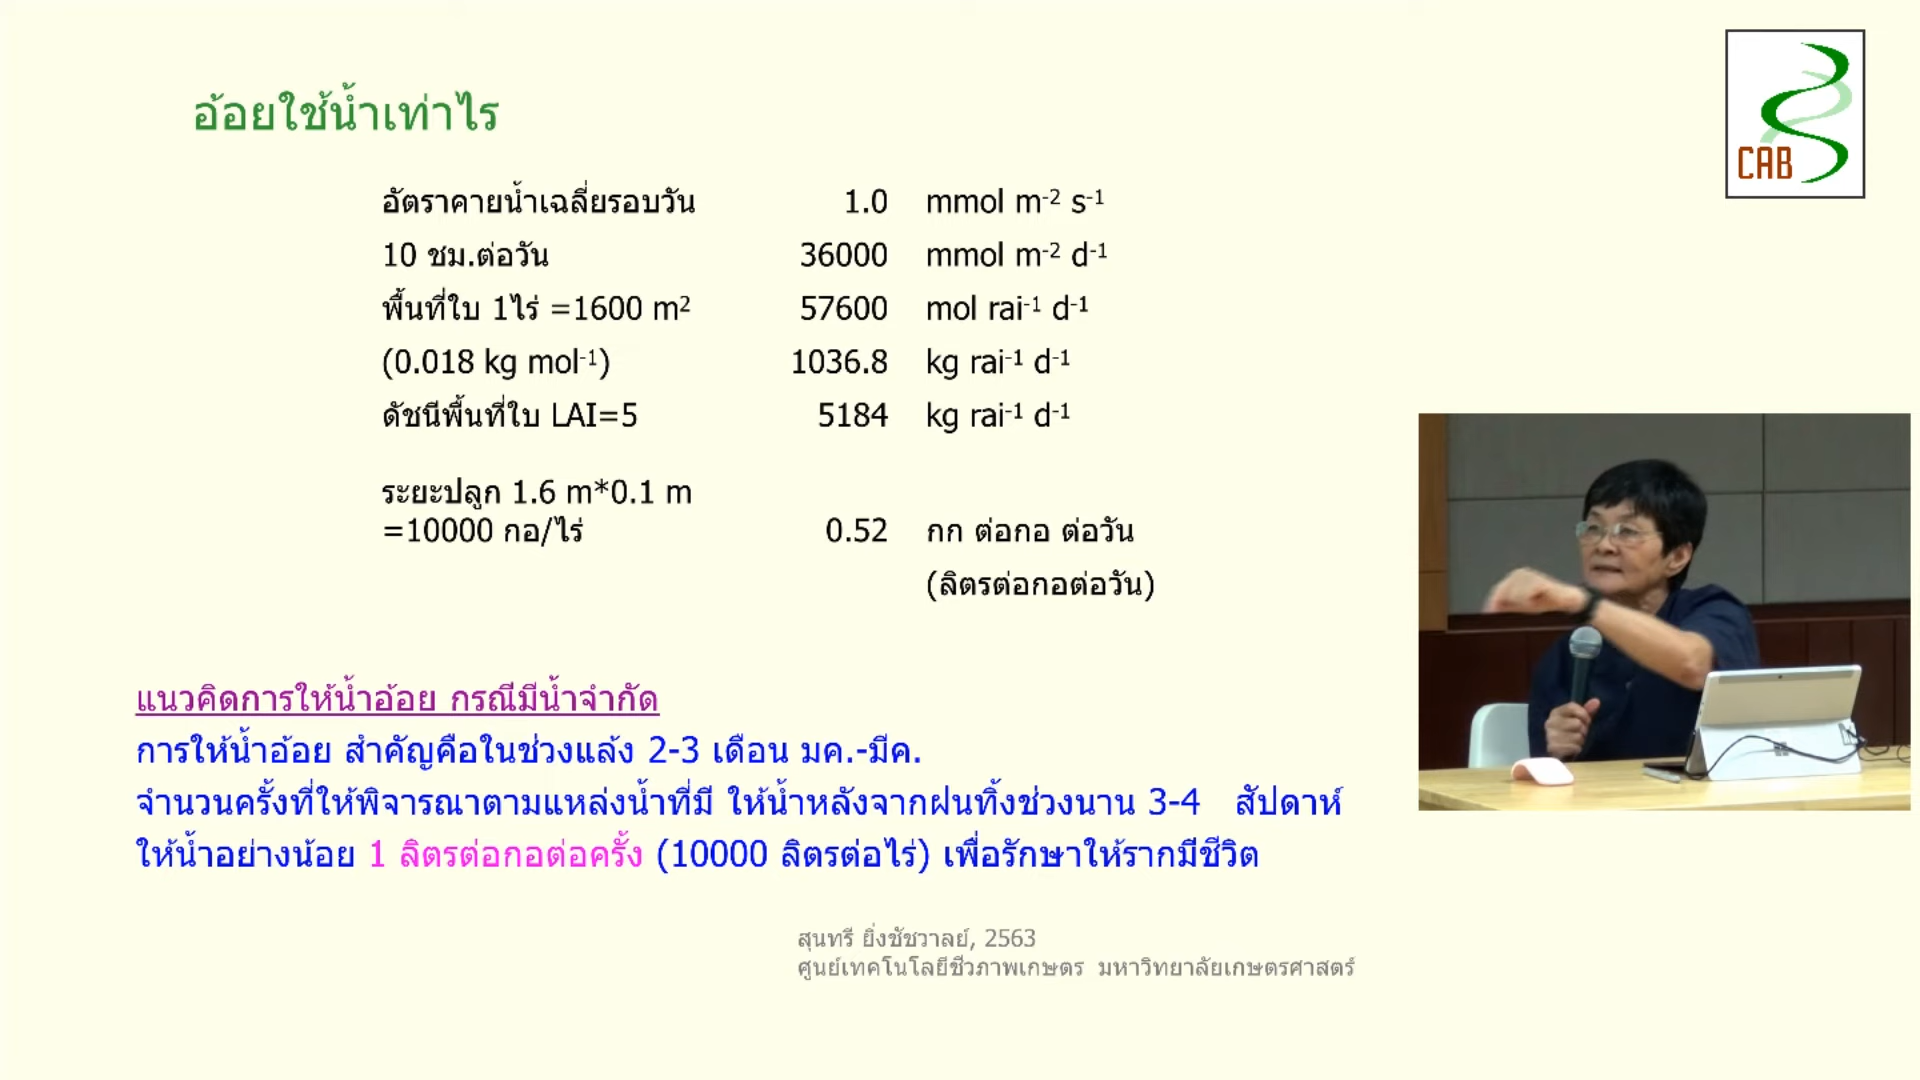 อ้อยใช้น้ำเท่าไร
CAB
อัตราคายน้ำเฉลี่ยรอบวัน 1.0 mmol m-2 s-1
10 ชม.ต่อวัน 36000 mmol m-2 d-1
พื้นที่ใบ 1ไร่ =1600 m2 57600 mol rai-1 d-1
(0.018 kg mol-1) 1036.8 kg rai-1 d-1
ดัชนีพื้นที่ใบ LAI=5 5184 kg rai-1 d-1
ระยะปลูก 1.6 m*0.1 m
=10000 กอ/ไร่ 0.52 กก ต่อกอ ต่อวัน
(ลิตรต่อกอต่อวัน)
แนวคิดการให้น้ำอ้อย กรณีมีน้ำจำกัด
การให้น้ำอ้อย สำคัญคือในช่วงแล้ง 2-3 เดือน มค.-มีค.
จำนวนครั้งที่ให้พิจารณาตามแหล่งน้ำที่มี ให้น้ำหลังจากฝนทิ้งช่วงนาน 3-4 สัปดาห์
ให้น้ำอย่างน้อย 1 ลิตรต่อกอต่อครั้ง (10000 ลิตรต่อไร่) เพื่อรักษาให้รากมีชีวิต
สุนทรี ยิ่งชัชวาลย์, 2563
ศูนย์เทคโนโลยีชีวภาพเกษตร มหาวิทยาลัยเกษตรศาสตร์